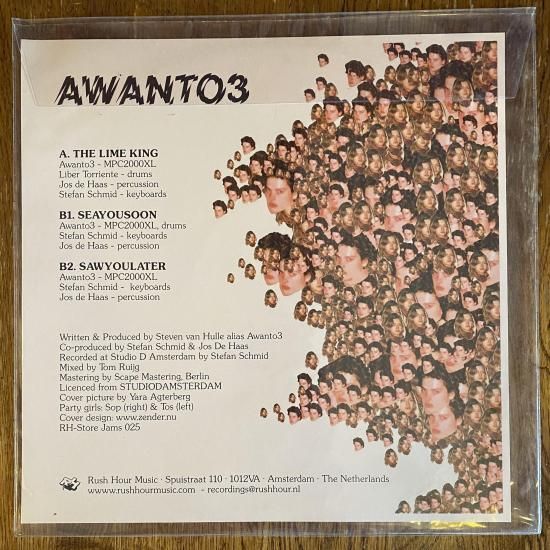 AWANTO3
A. THE LIME KING
Awanto3 - MPC2000XL
Liber Torriente - drums
Jos de Haas - percussion
Stefan Schmid - keyboards
B1. SEAYOUSOON
Awanto3 - MPC2000XL, drums
Stefan Schmid - keyboards
Jos de Haas - percussion
B2. SAWYOULATER
Awanto3 - MPC2000XL
Stefan Schmid - keyboards
Jos de Haas - percussion
Written & Produced by Steven van Hulle alias Awanto3
Co-produced by Stefan Schmid & Jos De Haas
Recorded at Studio D Amsterdam by Stefan Schmid
Mixed by Tom Ruijg
Mastering by Scape Mastering, Berlin
Licenced from STUDIODAMSTERDAM
Cover picture by Yara Agterberg
Party girls: Sop (right) & Tos (left)
Cover design: www.zender.nu
RH-Store Jams 025
Rush Hour Music · Spuistraat 110 · 1012VA · Amsterdam · The Netherlands
www.rushhourmusic.com - recordings@rushhour.nl